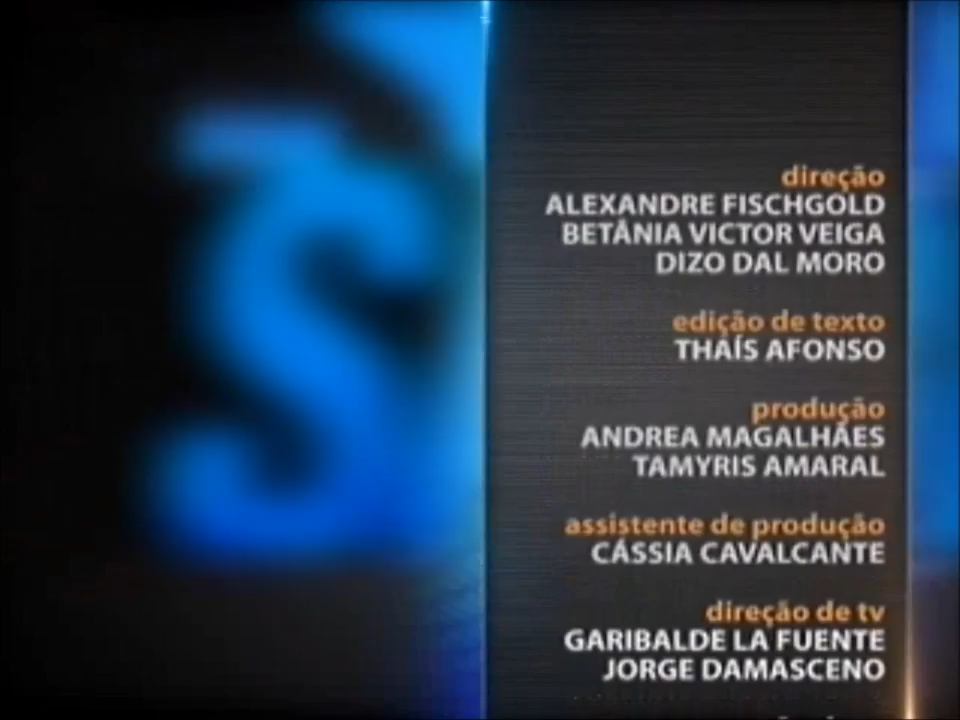 direção
ALEXANDRE FISCHGOLD
BETÂNIA VICTOR VEIGA
DIZO DAL MORO
edição de texto
THAÍS AFONSO
produção
ANDREA MAGALHÃES
TAMYRIS AMARAL
assistente de produção
CÁSSIA CAVALCANTE
direção de tv
GARIBALDE LA FUENTE
JORGE DAMASCENO